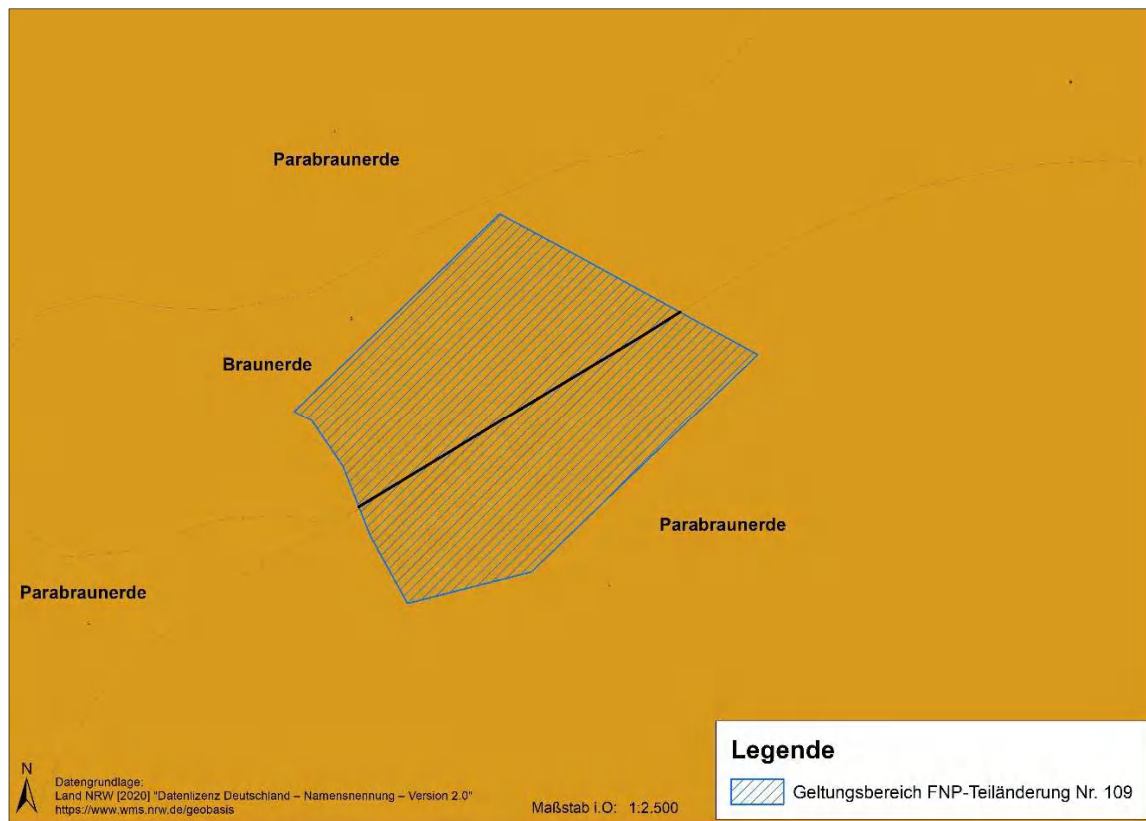 Parabraunerde
Braunerde
Parabraunerde
Parabraunerde
Legende
Geltungsbereich FNP-Teiländerung Nr. 109
N
Datengrundlage:
Land NRW [2020] "Datenlizenz Deutschland – Namensnennung – Version 2.0"
https://www.wms.nrw.de/geobasis
Maßstab i.O: 1:2.500